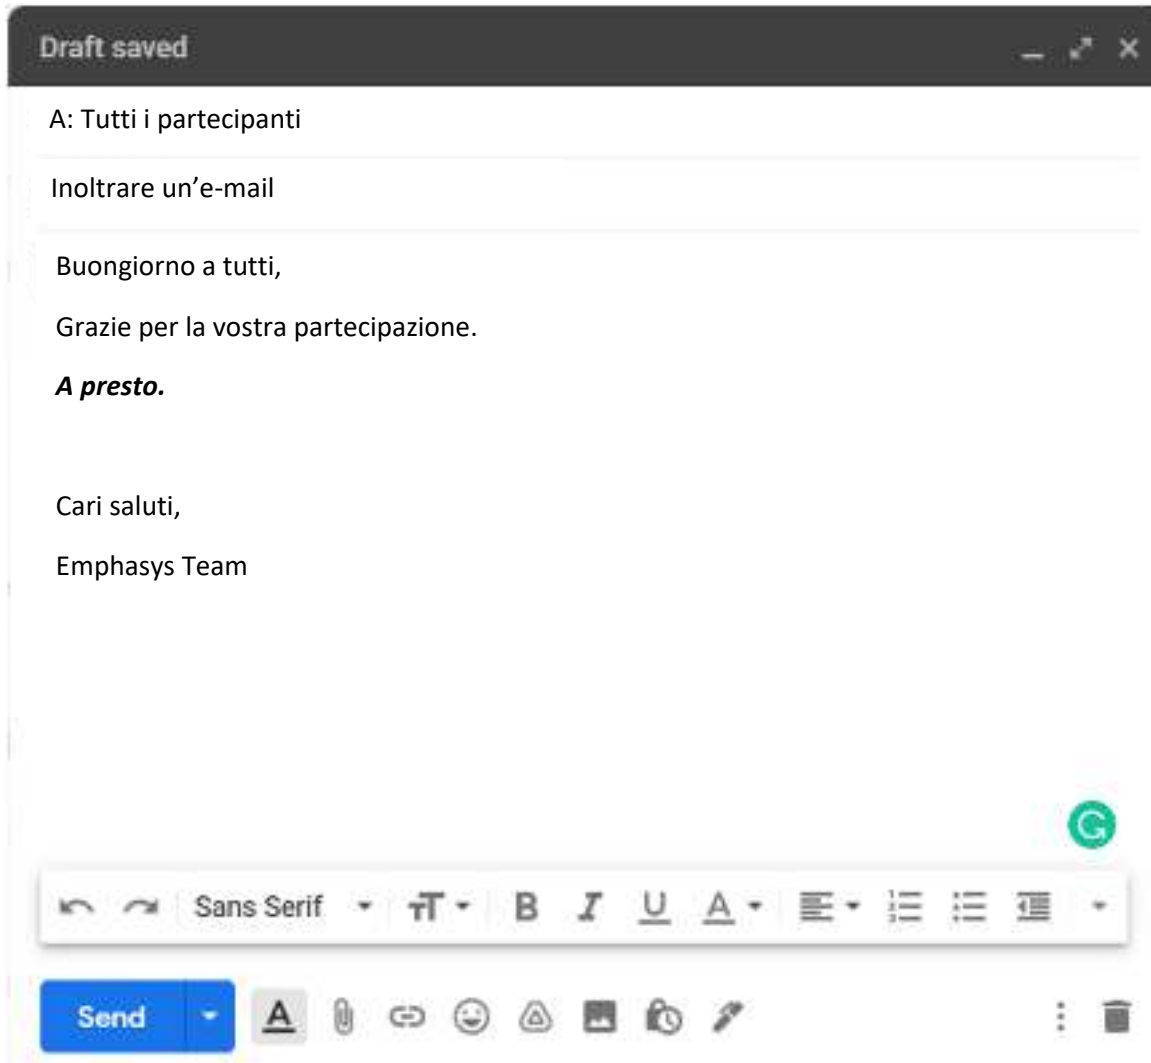 Draft saved
A: Tutti i partecipanti
Inoltrare un’e-mail
Buongiorno a tutti,
Grazie per la vostra partecipazione.
A presto.
Cari saluti,
Emphasys Team
Sans Serif
Send